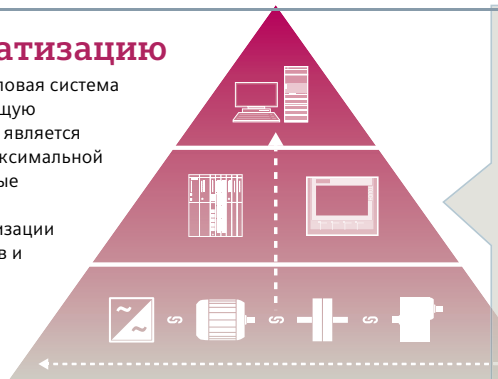 атизацию
ловая система
щую
является
ксимальной
ые
изации
в и